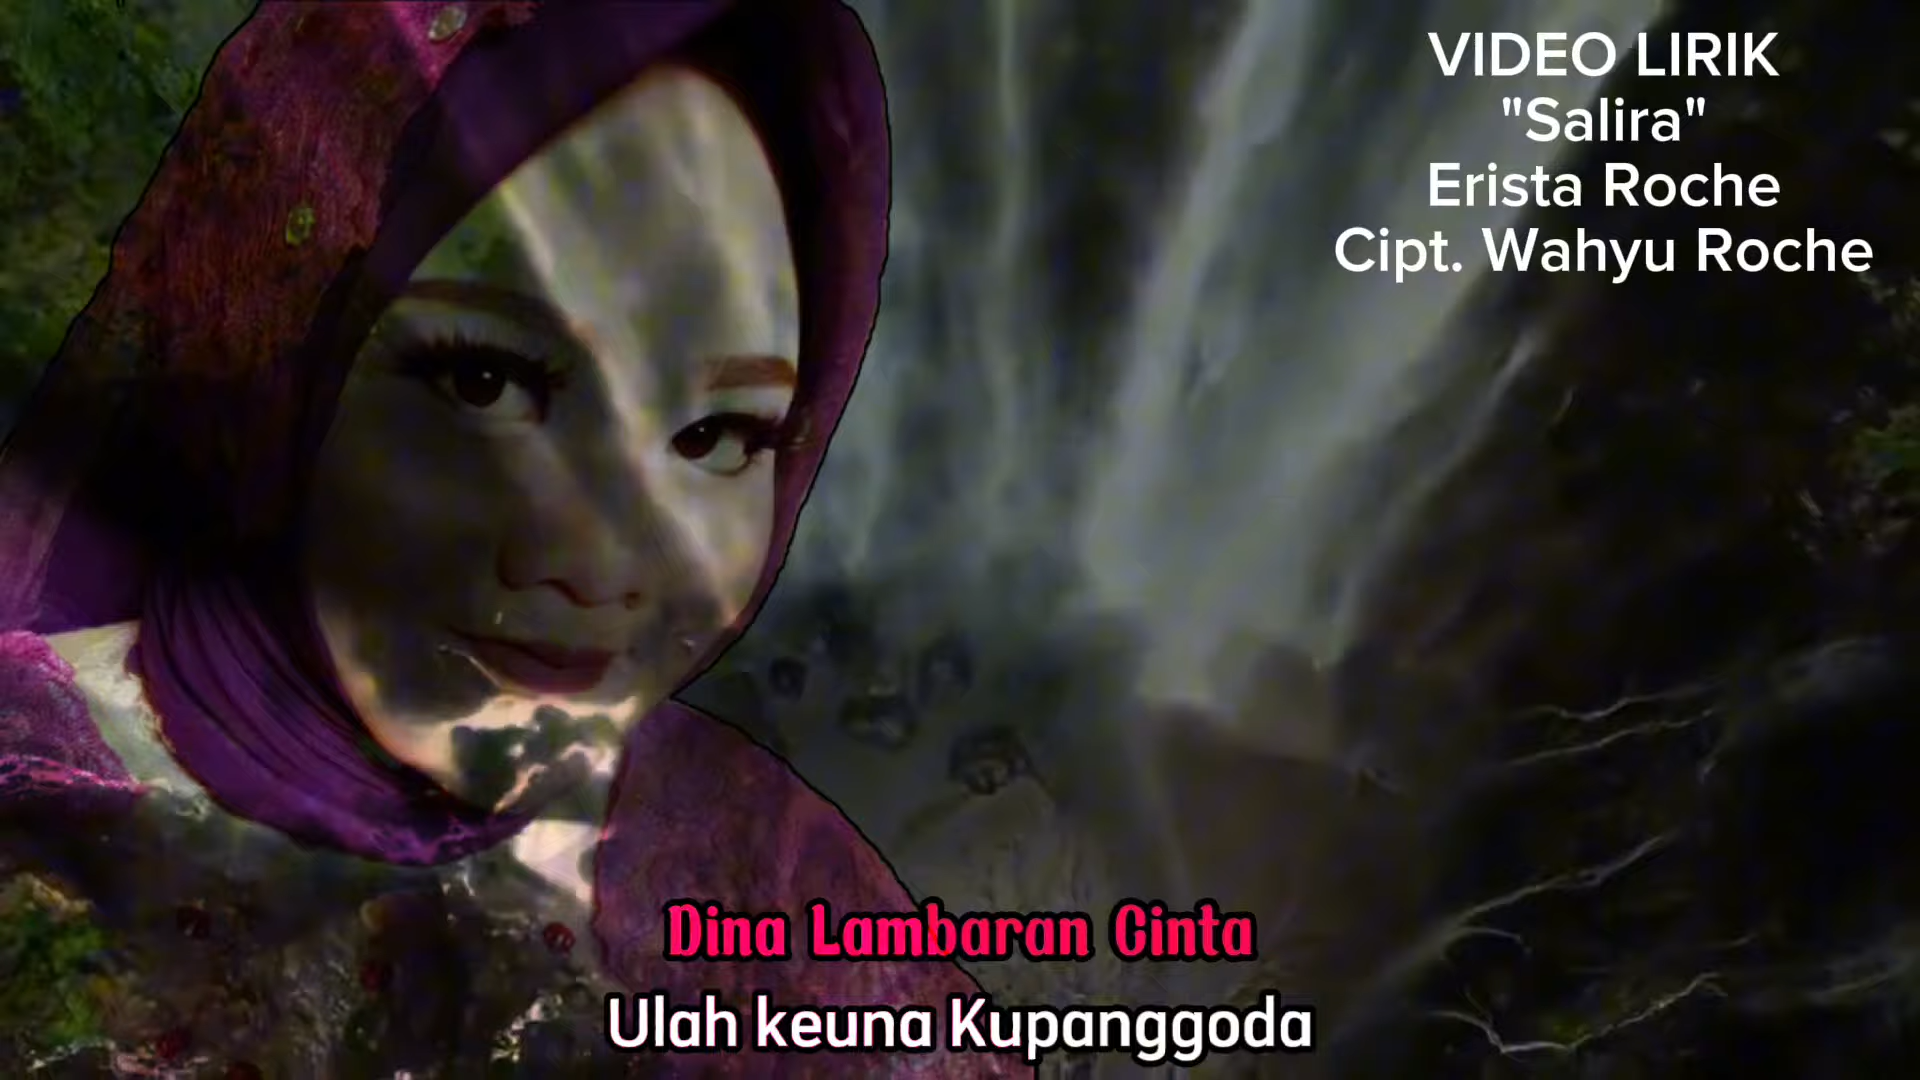 VIDEO LIRIK
"Salira"
Erista Roche
Cipt. Wahyu Roche
Dina Lambaran Cinta
Ulah keuna Kupanggoda